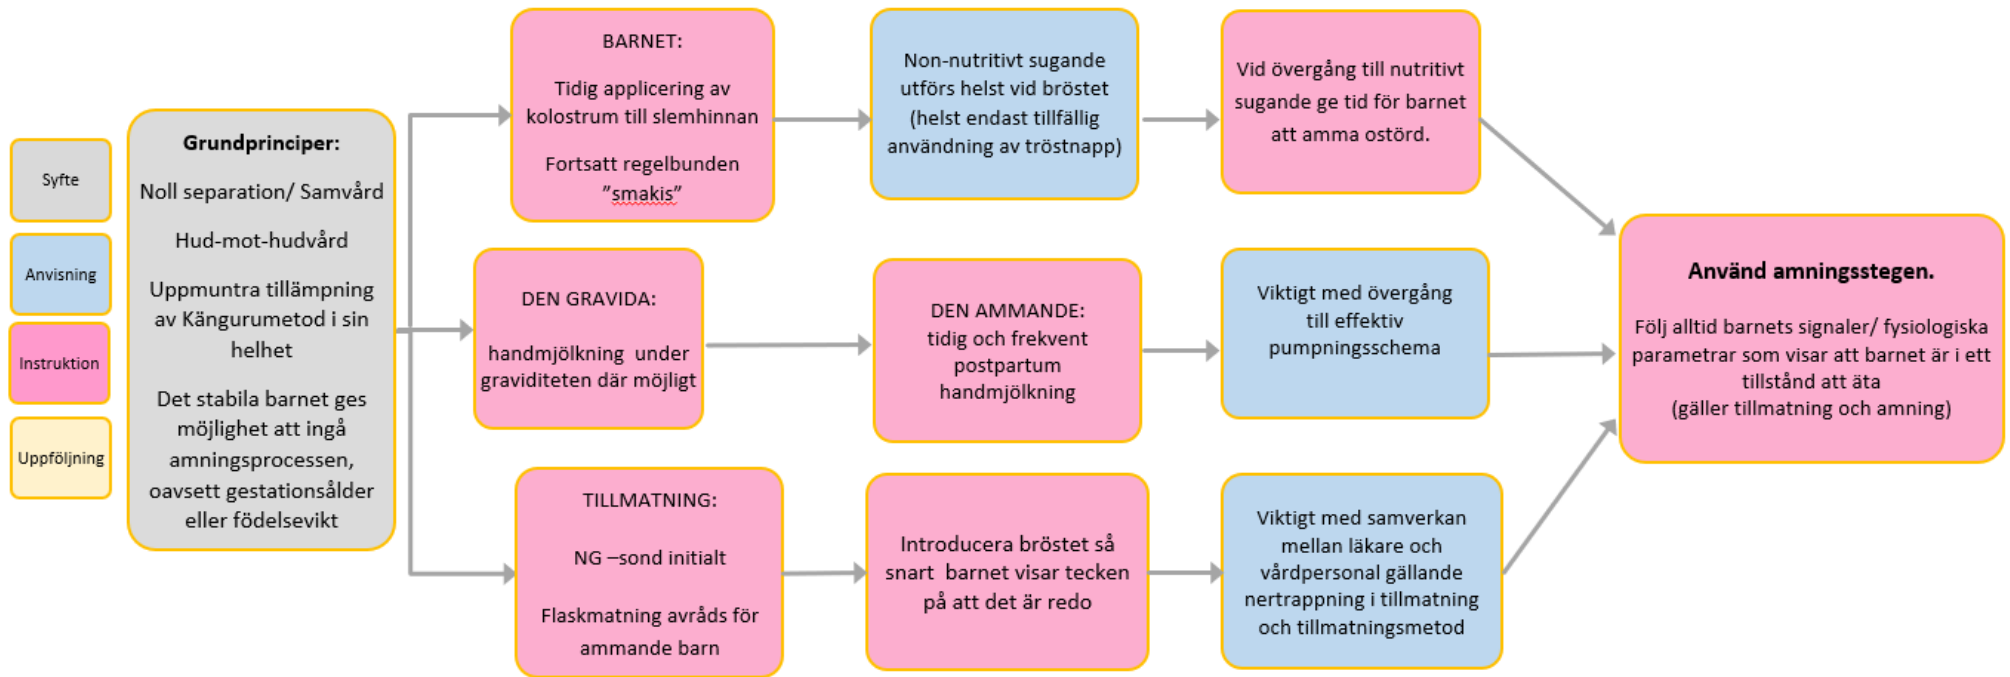 Syfte
Anvisning
Instruktion
Uppföljning
Grundprinciper:
Noll separation/ Samvård
Hud-mot-hudvård
Uppmuntra tillämpning
av Kängurumetod i sin
helhet
Det stabila barnet ges
möjlighet att ingå
amningsprocessen,
oavsett gestationsålder
eller födelsevikt
BARNET:
Tidig applicering av
kolostrum till slemhinnan
Fortsatt regelbunden
”smakis”
Non-nutritivt sugande
utförs helst vid bröstet
(helst endast tillfällig
användning av tröstnapp)
Vid övergång till nutritivt
sugande ge tid för barnet
att amma ostörd.
DEN GRAVIDA:
handmjölkning under
graviditeten där möjligt
DEN AMMANDE:
tidig och frekvent
postpartum
handmjölkning
Viktigt med övergång
till effektiv
pumpningsschema
TILLMATNING:
NG –sond initialt
Flaskmatning avråds för
ammande barn
Introducera bröstet så
snart barnet visar tecken
på att det är redo
Viktigt med samverkan
mellan läkare och
vårdpersonal gällande
nertrappning i tillmatning
och tillmatningsmetod
Använd amningsstegen.
Följ alltid barnets signaler/ fysiologiska
parametrar som visar att barnet är i ett
tillstånd att äta
(gäller tillmatning och amning)